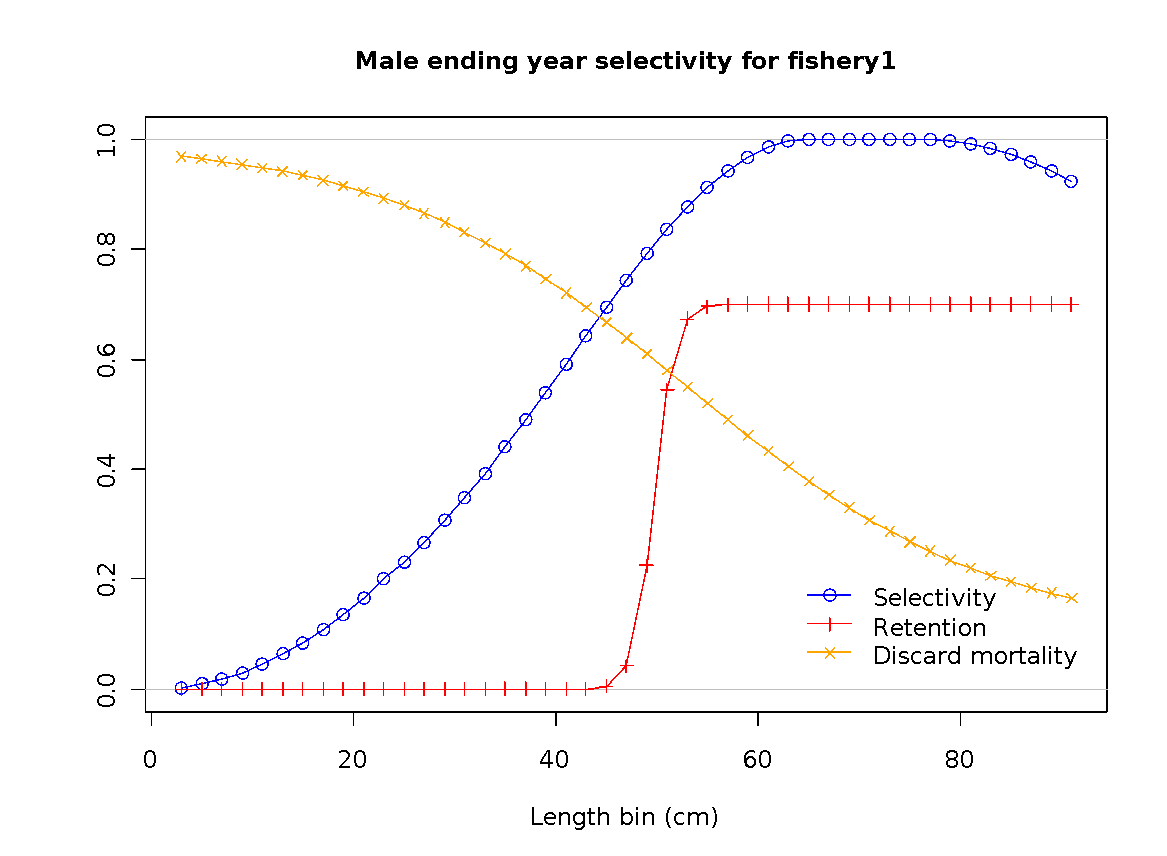 Male ending year selectivity for fishery1
1.0
0.8
0.6
0.4
0.2
0.0
Selectivity
Retention
Discard mortality
0 20 40 60 80
Length bin (cm)